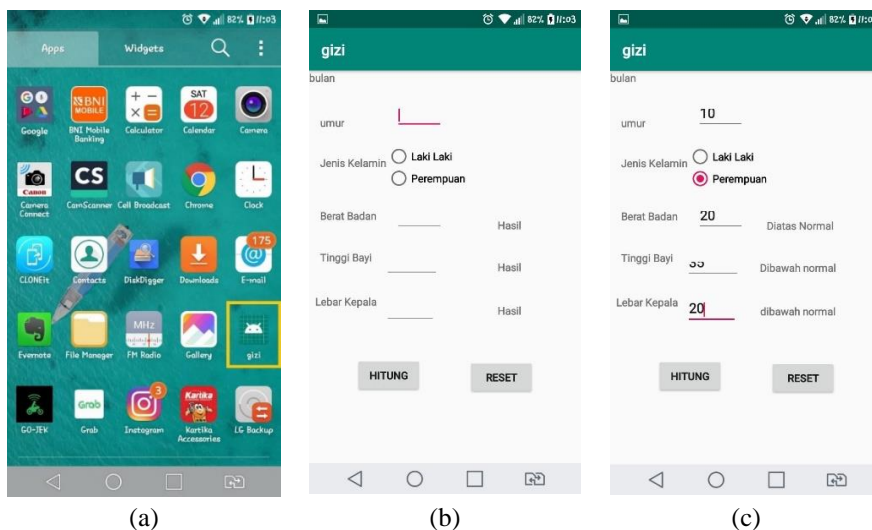 82% 11:03
Apps Widgets
SAT
BNI
MOBILE
12
Google BNI Mobile Banking Calculator Calendar Camera
Canon CS
Camera Connect CamScanner Cell Broadcast Chrome Clock
175
CLONEit Contacts DiskDigger Downloads E-mail
MHz
Evernote File Manager FM Radio Gallery gizi
Grab Kartika 3
GO-JEK Grab Instagram Kartika Accessories LG Backup
(a)
82% 11:03
gizi
bulan
umur
Jenis Kelamin Laki Laki
Perempuan
Berat Badan Hasil
Tinggi Bayi Hasil
Lebar Kepala Hasil
HITUNG RESET
(b)
82%
gizi
bulan
umur 10
Jenis Kelamin Laki Laki
Perempuan
Berat Badan 20 Diatas Normal
Tinggi Bayi Dibawah normal
Lebar Kepala 20 dibawah normal
HITUNG RESET
(c)